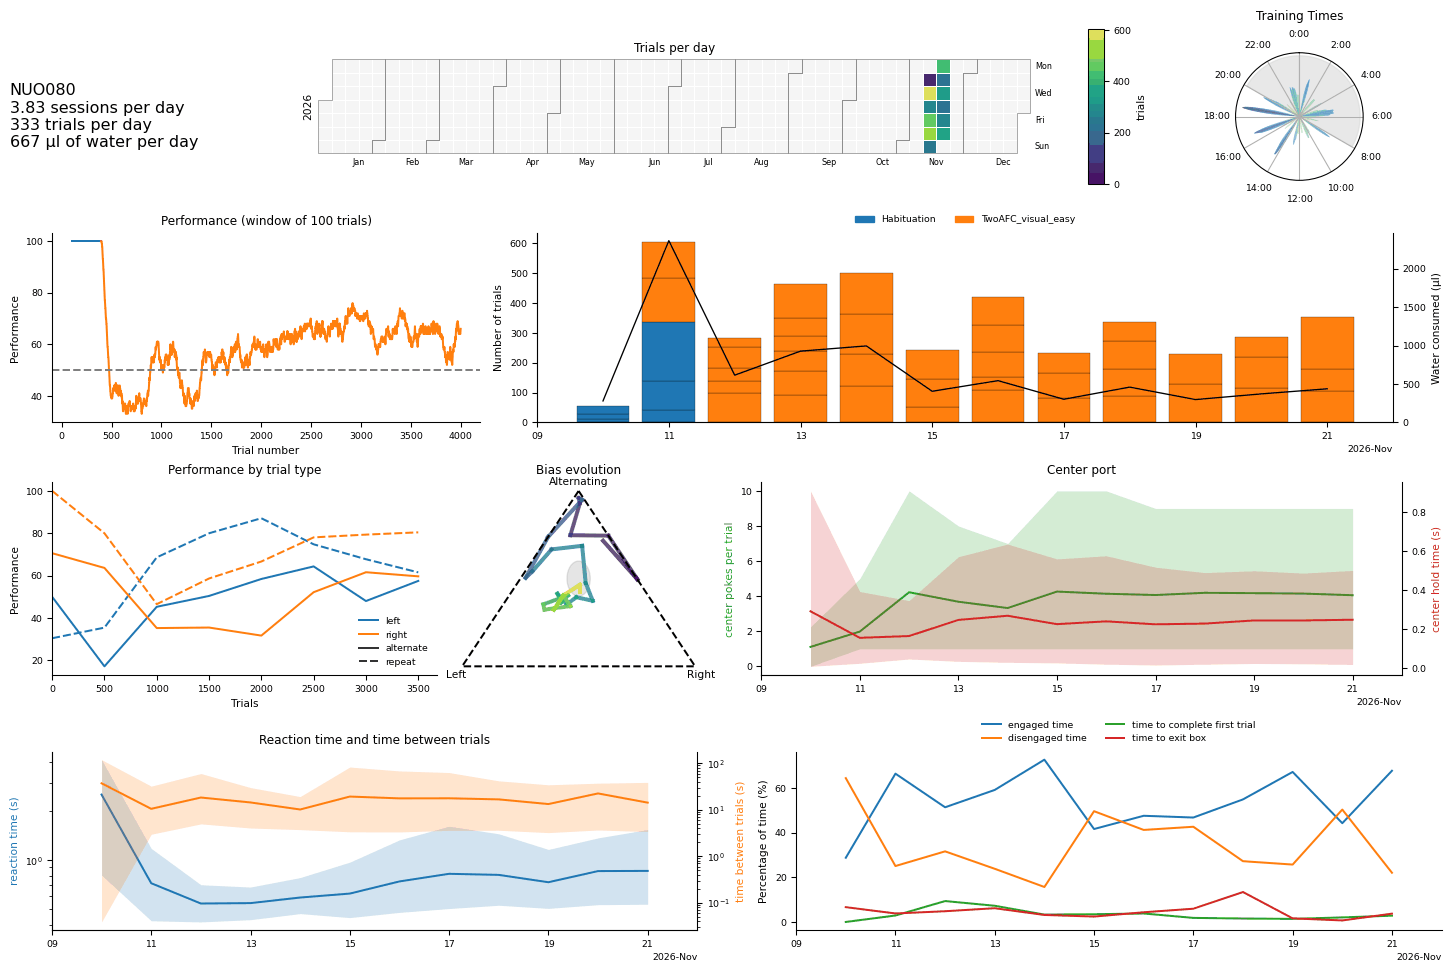 NUO080
3.83 sessions per day
333 trials per day
667 µl of water per day
Trials per day
2026
Mon
Wed
Fri
Sun
Jan Feb Mar Apr May Jun Jul Aug Sep Oct Nov Dec
600
400
200
0
trials
Training Times
0:00
2:00
4:00
6:00
8:00
10:00
12:00
14:00
16:00
18:00
20:00
22:00
Performance (window of 100 trials)
Performance
100
80
60
40
0 500 1000 1500 2000 2500 3000 3500 4000
Trial number
Habituation
TwoAFC_visual_easy
Number of trials
600
500
400
300
200
100
0
09 11 13 15 17 19 21
2026-Nov
2000
1500
1000
500
0
Water consumed (µl)
Performance by trial type
Performance
100
80
60
40
20
0 500 1000 1500 2000 2500 3000 3500
Trials
left
right
alternate
repeat
Bias evolution
Alternating
Left
Right
Center port
center pokes per trial
10
8
6
4
2
0
09 11 13 15 17 19 21
2026-Nov
0.8
0.6
0.4
0.2
0.0
center hold time (s)
Reaction time and time between trials
reaction time (s)
10⁰
09 11 13 15 17 19 21
2026-Nov
10²
10¹
10⁰
10⁻¹
time between trials (s)
engaged time
disengaged time
time to complete first trial
time to exit box
Percentage of time (%)
60
40
20
0
09 11 13 15 17 19 21
2026-Nov